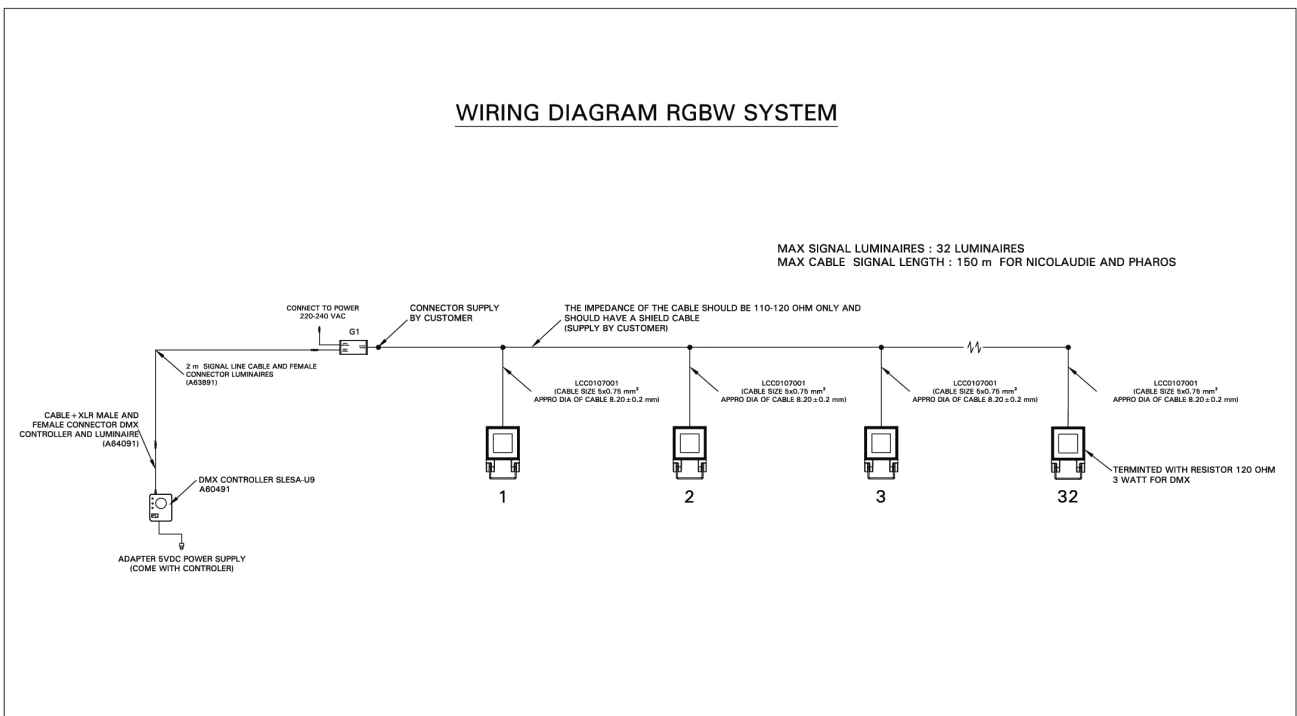 WIRING DIAGRAM RGBW SYSTEM
MAX SIGNAL LUMINAIRES : 32 LUMINAIRES
MAX CABLE SIGNAL LENGTH : 150 m FOR NICOLAUDIE AND PHAROS
CONNECT TO POWER
220-240 VAC
G1
CONNECTOR SUPPLY
BY CUSTOMER
THE IMPEDANCE OF THE CABLE SHOULD BE 110-120 OHM ONLY AND
SHOULD HAVE A SHIELD CABLE
(SUPPLY BY CUSTOMER)
2 m SIGNAL LINE CABLE AND FEMALE
CONNECTOR LUMINAIRES
(A63891)
LCC0107001
(CABLE SIZE 5x0.75 mm²
APPRO DIA OF CABLE 8.20±0.2 mm)
LCC0107001
(CABLE SIZE 5x0.75 mm²
APPRO DIA OF CABLE 8.20±0.2 mm)
LCC0107001
(CABLE SIZE 5x0.75 mm²
APPRO DIA OF CABLE 8.20±0.2 mm)
LCC0107001
(CABLE SIZE 5x0.75 mm²
APPRO DIA OF CABLE 8.20±0.2 mm)
CABLE+XLR MALE AND
FEMALE CONNECTOR DMX
CONTROLLER AND LUMINAIRE
(A64091)
TERMINTED WITH RESISTOR 120 OHM
3 WATT FOR DMX
DMX CONTROLLER SLESA-U9
A60491
1
2
3
32
ADAPTER 5VDC POWER SUPPLY
(COME WITH CONTROLER)